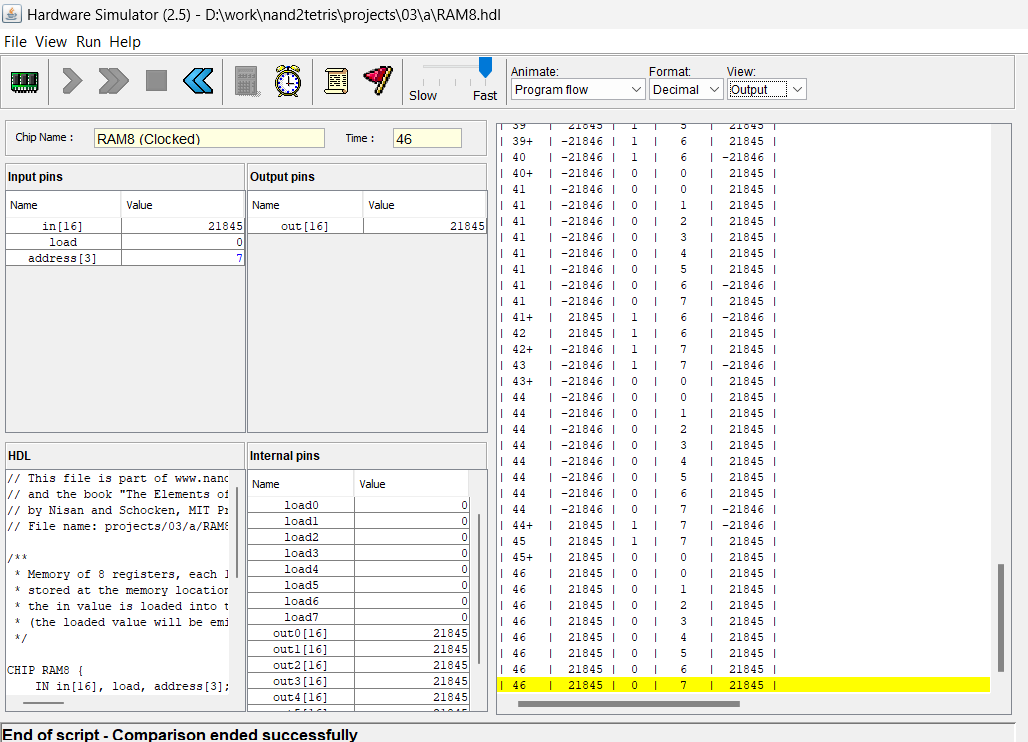 Hardware Simulator (2.5) - D:\work\nand2tetris\projects\03\a\RAM8.hdl
File View Run Help
Slow Fast
Animate: Format: View:
Program flow Decimal Output
Chip Name : RAM8 (Clocked) Time : 46
Input pins
Name Value
in[16] 21845
load 0
address[3] 7
Output pins
Name Value
out[16] 21845
HDL
// This file is part of www.nand
// and the book "The Elements of
// by Nisan and Schocken, MIT Pr
// File name: projects/03/a/RAM8
/**
* Memory of 8 registers, each 1
* stored at the memory location
* the in value is loaded into t
* (the loaded value will be emi
*/
CHIP RAM8 {
IN in[16], load, address[3];
Internal pins
Name Value
load0 0
load1 0
load2 0
load3 0
load4 0
load5 0
load6 0
load7 0
out0[16] 21845
out1[16] 21845
out2[16] 21845
out3[16] 21845
out4[16] 21845
| 39 | 21845 | 1 | 5 | 21845 |
| 39+ | -21846 | 1 | 6 | 21845 |
| 40 | -21846 | 1 | 6 | -21846 |
| 40+ | -21846 | 0 | 0 | 21845 |
| 41 | -21846 | 0 | 0 | 21845 |
| 41 | -21846 | 0 | 1 | 21845 |
| 41 | -21846 | 0 | 2 | 21845 |
| 41 | -21846 | 0 | 3 | 21845 |
| 41 | -21846 | 0 | 4 | 21845 |
| 41 | -21846 | 0 | 5 | 21845 |
| 41 | -21846 | 0 | 6 | -21846 |
| 41 | -21846 | 0 | 7 | 21845 |
| 41+ | 21845 | 1 | 6 | -21846 |
| 42 | 21845 | 1 | 6 | 21845 |
| 42+ | -21846 | 1 | 7 | 21845 |
| 43 | -21846 | 1 | 7 | -21846 |
| 43+ | -21846 | 0 | 0 | 21845 |
| 44 | -21846 | 0 | 0 | 21845 |
| 44 | -21846 | 0 | 1 | 21845 |
| 44 | -21846 | 0 | 2 | 21845 |
| 44 | -21846 | 0 | 3 | 21845 |
| 44 | -21846 | 0 | 4 | 21845 |
| 44 | -21846 | 0 | 5 | 21845 |
| 44 | -21846 | 0 | 6 | 21845 |
| 44 | -21846 | 0 | 7 | -21846 |
| 44+ | 21845 | 1 | 7 | -21846 |
| 45 | 21845 | 1 | 7 | 21845 |
| 45+ | 21845 | 0 | 0 | 21845 |
| 46 | 21845 | 0 | 0 | 21845 |
| 46 | 21845 | 0 | 1 | 21845 |
| 46 | 21845 | 0 | 2 | 21845 |
| 46 | 21845 | 0 | 3 | 21845 |
| 46 | 21845 | 0 | 4 | 21845 |
| 46 | 21845 | 0 | 5 | 21845 |
| 46 | 21845 | 0 | 6 | 21845 |
| 46 | 21845 | 0 | 7 | 21845 |
End of script - Comparison ended successfully